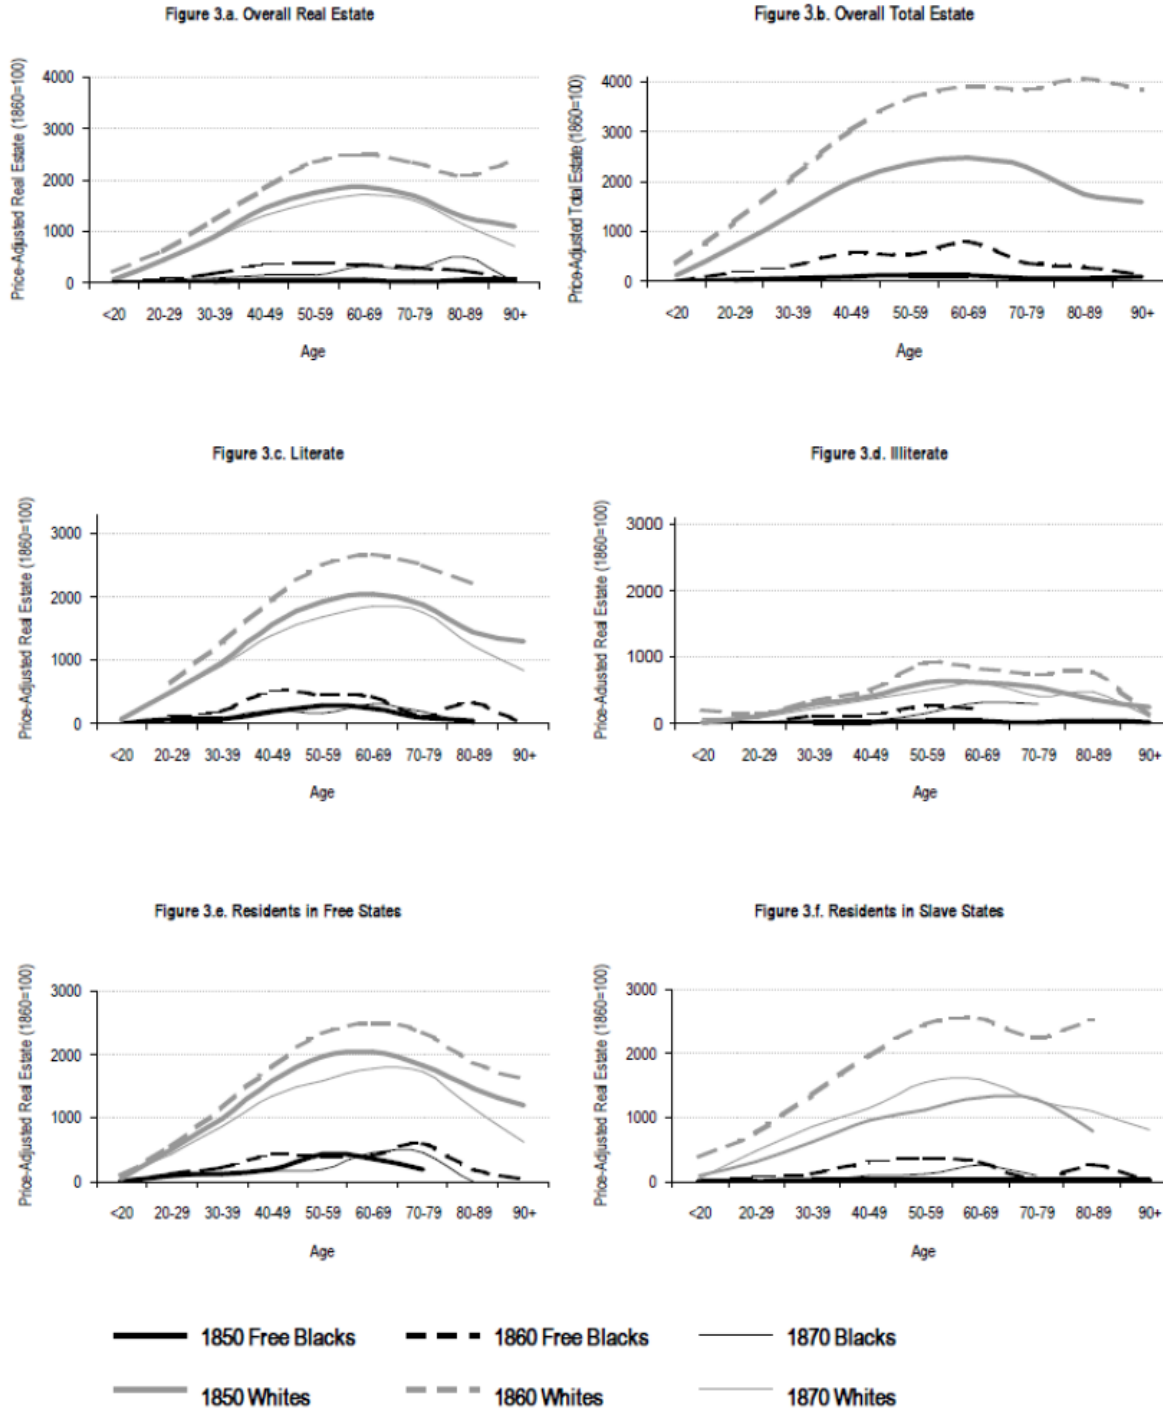 Figure 3.a. Overall Real Estate
Price-Adjusted Real Estate (1860=100)
4000
3000
2000
1000
0
<20 20-29 30-39 40-49 50-59 60-69 70-79 80-89 90+
Age
Figure 3.b. Overall Total Estate
Price-Adjusted Total Estate (1860=100)
4000
3000
2000
1000
0
<20 20-29 30-39 40-49 50-59 60-69 70-79 80-89 90+
Age
Figure 3.c. Literate
Price-Adjusted Real Estate (1860=100)
3000
2000
1000
0
<20 20-29 30-39 40-49 50-59 60-69 70-79 80-89 90+
Age
Figure 3.d. Illiterate
Price-Adjusted Real Estate (1860=100)
3000
2000
1000
0
<20 20-29 30-39 40-49 50-59 60-69 70-79 80-89 90+
Age
Figure 3.e. Residents in Free States
Price-Adjusted Real Estate (1860=100)
3000
2000
1000
0
<20 20-29 30-39 40-49 50-59 60-69 70-79 80-89 90+
Age
Figure 3.f. Residents in Slave States
Price-Adjusted Real Estate (1860=100)
3000
2000
1000
0
<20 20-29 30-39 40-49 50-59 60-69 70-79 80-89 90+
Age
1850 Free Blacks 1860 Free Blacks 1870 Blacks
1850 Whites 1860 Whites 1870 Whites